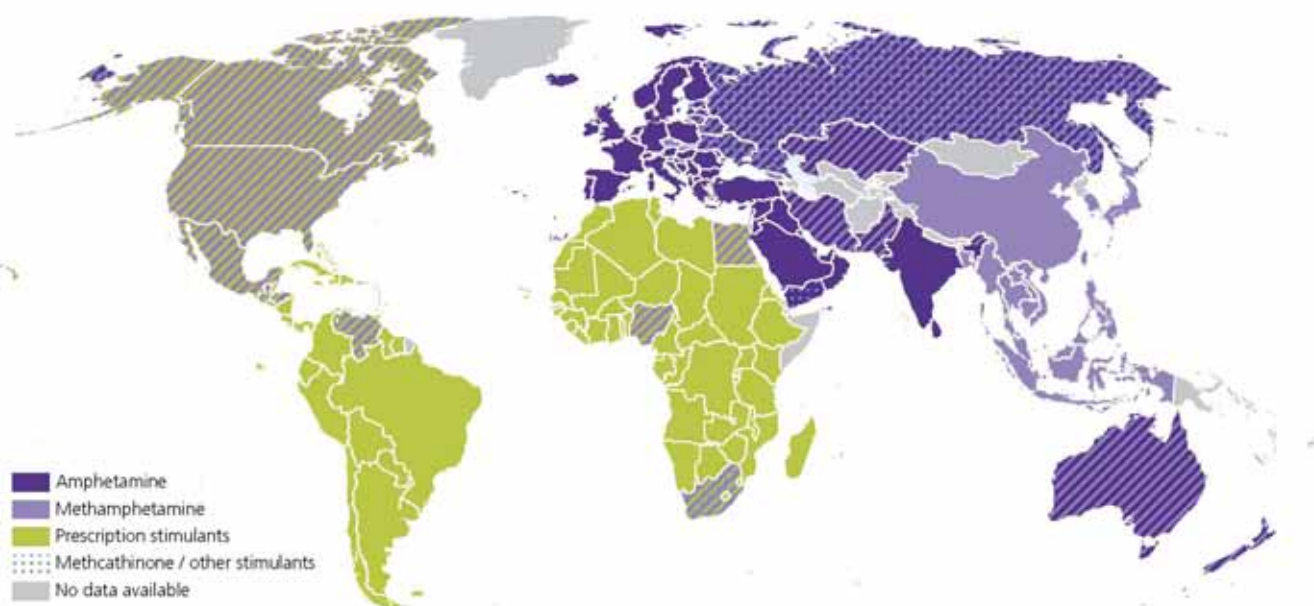 Amphetamine
Methamphetamine
Prescription stimulants
Methcathinone / other stimulants
No data available